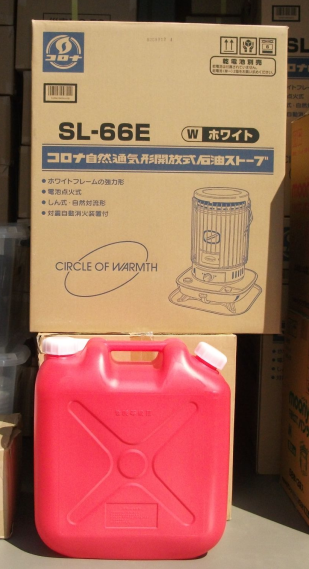 コロナ
乾電池別売
SL-66E
W ホワイト
コロナ自然通気形開放式石油ストーブ
●ホワイトフレームの強力形
●電池点火式
●しん式・自然対流形
●対震自動消火装置付
CIRCLE OF WARMTH